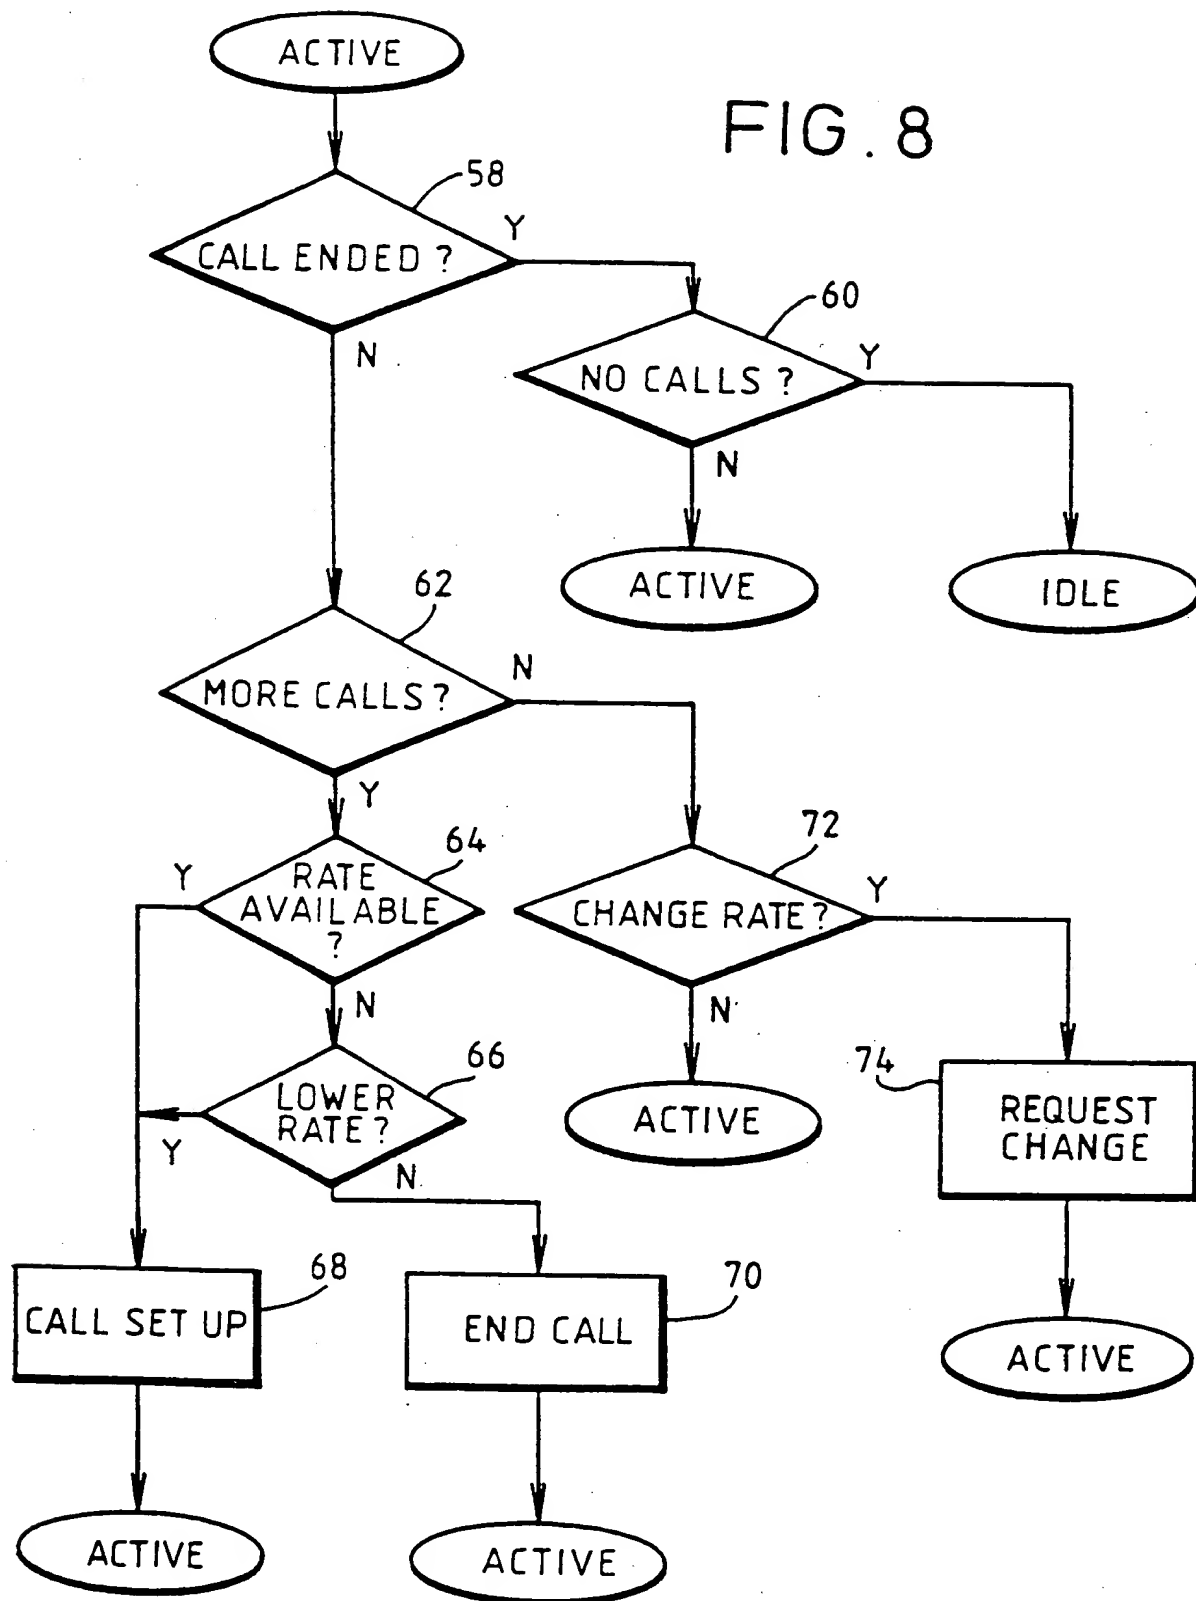 ACTIVE
FIG. 8
58
CALL ENDED ?
Y
N
60
NO CALLS ?
Y
N
ACTIVE
IDLE
62
MORE CALLS ?
N
Y
64
Y
RATE
AVAILABLE
?
N
72
CHANGE RATE ?
Y
N
66
LOWER
RATE ?
Y
N
ACTIVE
74
REQUEST
CHANGE
68
CALL SET UP
70
END CALL
ACTIVE
ACTIVE
ACTIVE